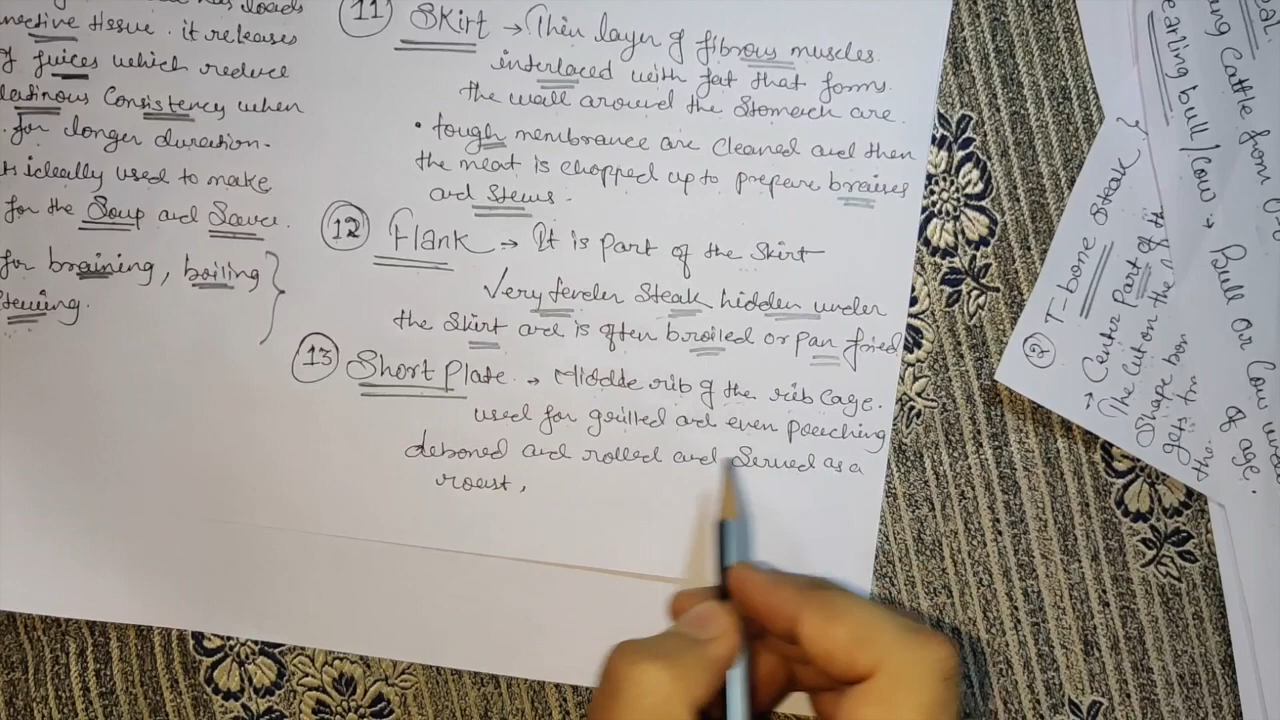 nective tissue. it releases
of juices which reduce
Consistency when
for longer duration.
ideally used to make
for the Soup and Sauce.
for braining, boiling
Stewing.
11 Skirt → Thin layer of fibrous muscles
interlaced with fat that forms.
the wall around the Stomach are.
• tough membrance are cleaned and then
the meat is chopped up to prepare braises
and Stews.
12 Flank → It is part of the Skirt
Very tender Steak hidden under
the Skirt and is often broiled or pan fried
13 Short Plate. → Middle rib of the rib cage.
used for grilled and even poaching
deboned and rolled and Served as a
roast,
② T-bone Steak
→ Center Part of the
The cut on the
Shape bon
gets
the
earling bull/cow →
Bull or Cow
of age.
ing Cattle from